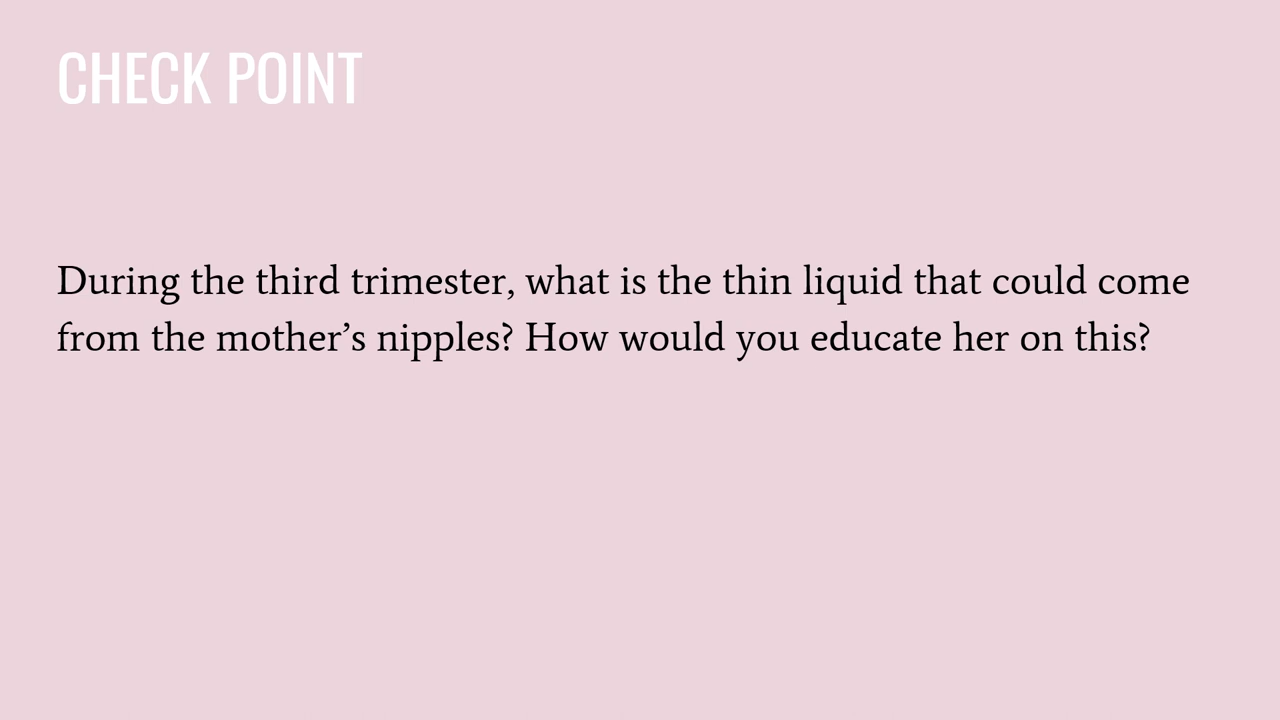 CHECK POINT
During the third trimester, what is the thin liquid that could come
from the mother’s nipples? How would you educate her on this?